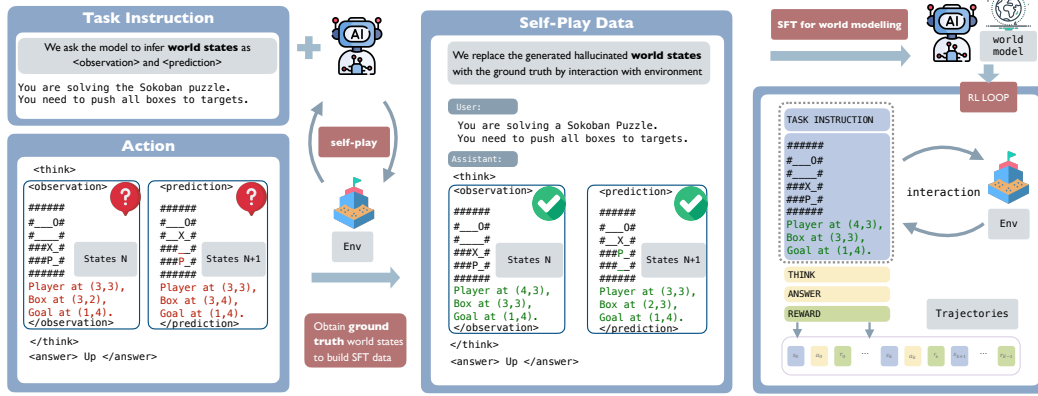 Task Instruction
We ask the model to infer world states as
<observation> and <prediction>
You are solving the Sokoban puzzle.
You need to push all boxes to targets.
Action
<think>
<observation>
######
#___O#
#____#
###X_#
###P_#
######
States N
Player at (3,3),
Box at (3,2),
Goal at (1,4).
</observation>
?
<prediction>
######
#___O#
#__X_#
###__#
###P_#
######
States N+1
Player at (3,3),
Box at (3,4),
Goal at (1,4).
</prediction>
?
</think>
<answer> Up </answer>
AI
self-play
Env
Obtain ground
truth world states
to build SFT data
Self-Play Data
We replace the generated hallucinated world states
with the ground truth by interaction with environment
User:
You are solving a Sokoban Puzzle.
You need to push all boxes to targets.
Assistant:
<think>
<observation>
######
#___O#
#____#
###X_#
###P_#
######
States N
Player at (4,3),
Box at (3,3),
Goal at (1,4).
</observation>
<prediction>
######
#___O#
#__X_#
###P_#
###__#
######
States N+1
Player at (3,3),
Box at (2,3),
Goal at (1,4).
</prediction>
</think>
<answer> Up </answer>
SFT for world modelling
AI
world
model
RL LOOP
TASK INSTRUCTION
######
#___O#
#____#
###X_#
###P_#
######
Player at (4,3),
Box at (3,3),
Goal at (1,4).
interaction
Env
THINK
ANSWER
REWARD
Trajectories